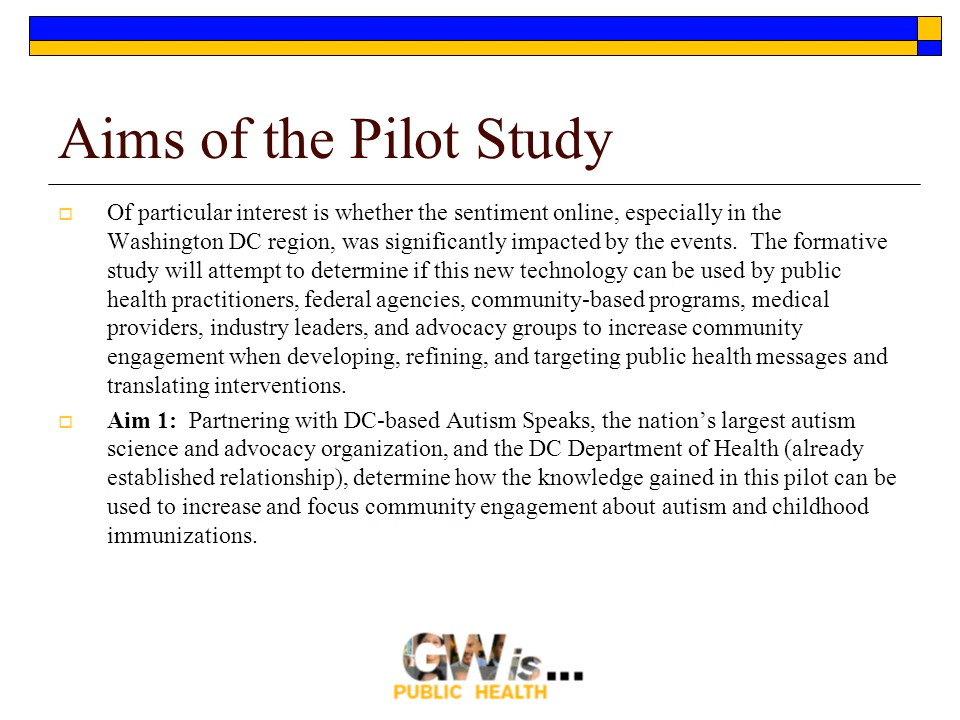 Aims of the Pilot Study
Of particular interest is whether the sentiment online, especially in the
Washington DC region, was significantly impacted by the events.  The formative
study will attempt to determine if this new technology can be used by public
health practitioners, federal agencies, community-based programs, medical
providers, industry leaders, and advocacy groups to increase community
engagement when developing, refining, and targeting public health messages and
translating interventions.
Aim 1:  Partnering with DC-based Autism Speaks, the nation’s largest autism
science and advocacy organization, and the DC Department of Health (already
established relationship), determine how the knowledge gained in this pilot can be
used to increase and focus community engagement about autism and childhood
immunizations.
GW is...
PUBLIC HEALTH